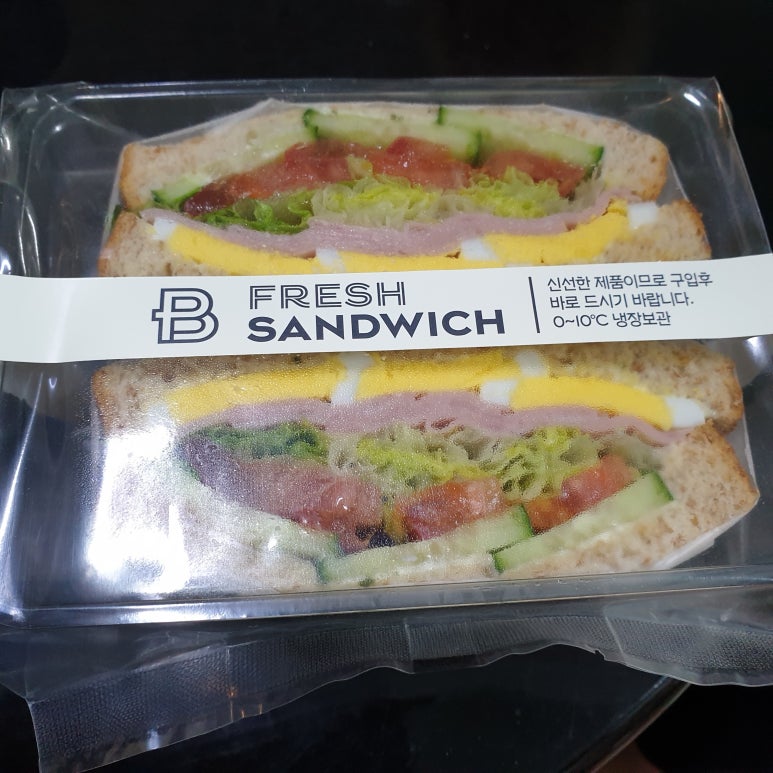 B
FRESH
SANDWICH
신선한 제품이므로 구입후
바로 드시기 바랍니다.
0~10℃ 냉장보관